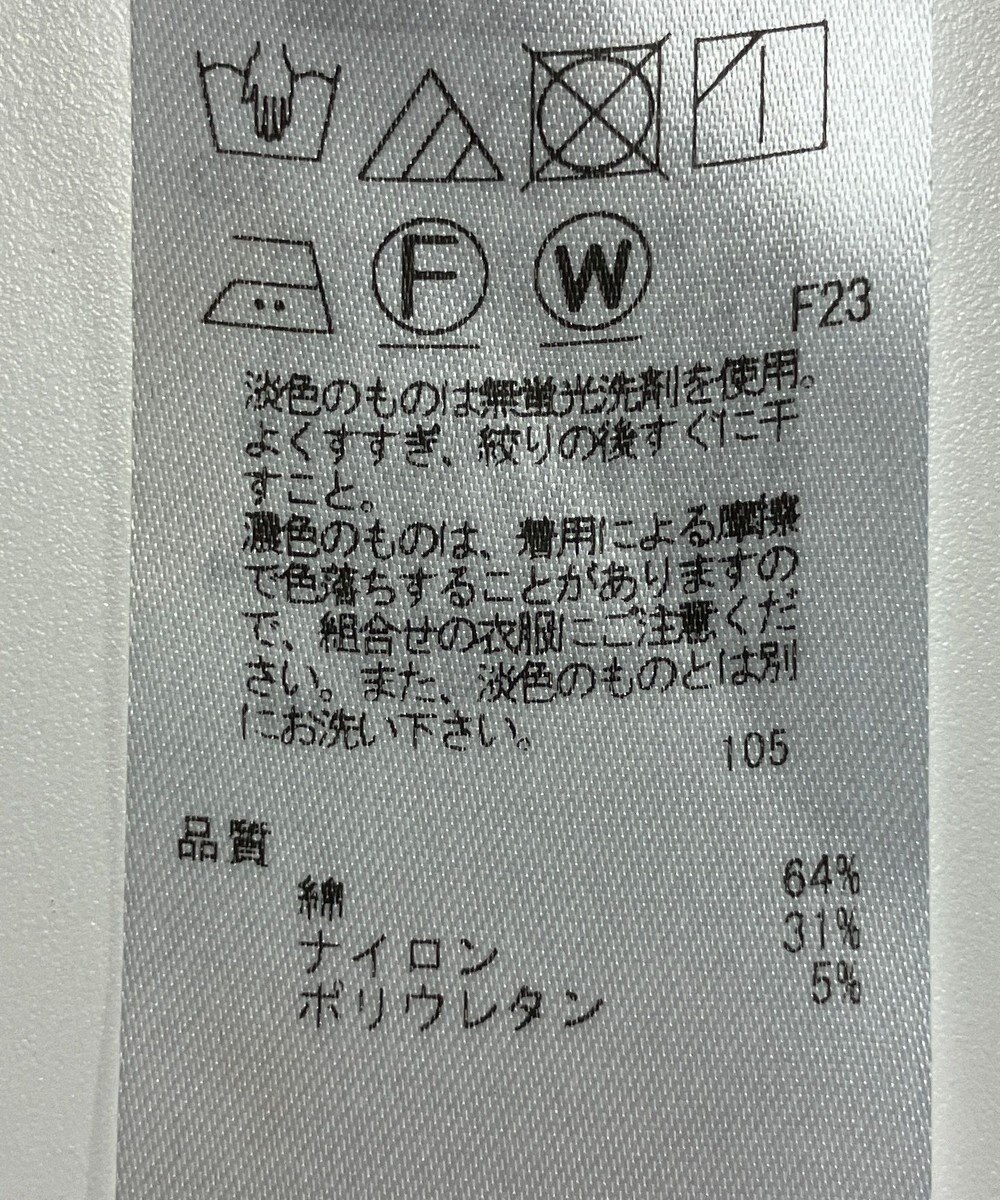 F
W
F23
淡色のものは無蛍光洗剤を使用。
よくすすぎ、絞りの後すぐに干
すこと。
濃色のものは、着用による摩擦
で色落ちすることがありますの
で、組合せの衣服にご注意くだ
さい。また、淡色のものとは別
にお洗い下さい。
105
品質
綿 64%
ナイロン 31%
ポリウレタン 5%